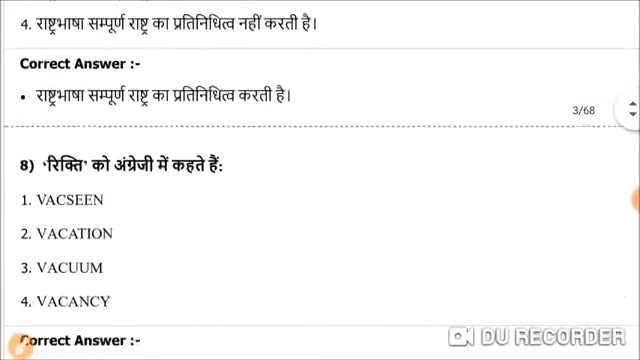 4. राष्ट्रभाषा सम्पूर्ण राष्ट्र का प्रतिनिधित्व नहीं करती है।
Correct Answer :-
• राष्ट्रभाषा सम्पूर्ण राष्ट्र का प्रतिनिधित्व करती है।
3/68
8) ‘रिक्ति’ को अंग्रेजी में कहते हैं:
1. VACSEEN
2. VACATION
3. VACUUM
4. VACANCY
DU RECORDER
Correct Answer :-